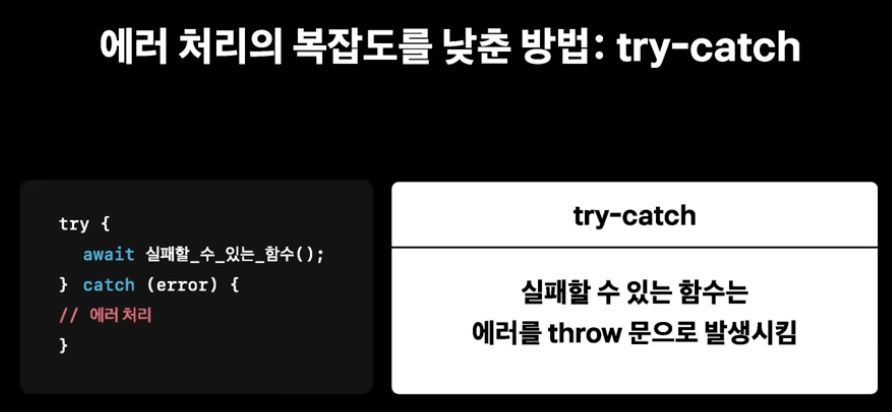 에러 처리의 복잡도를 낮춘 방법: try-catch
try {
await 실패할_수_있는_함수();
} catch (error) {
// 에러 처리
}
try-catch
실패할 수 있는 함수는
에러를 throw 문으로 발생시킴